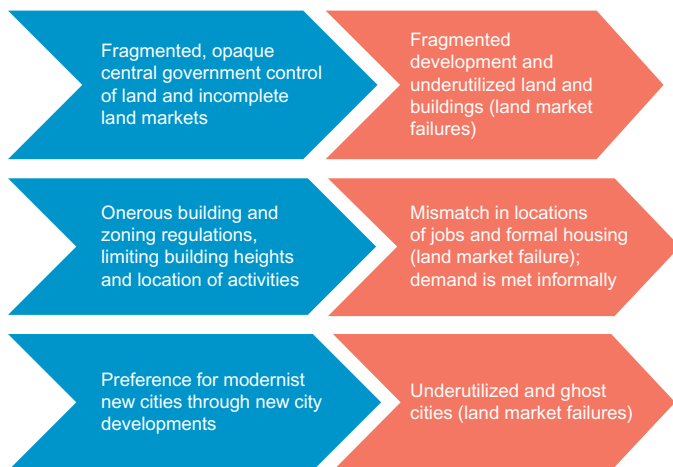 Fragmented, opaque
central government control
of land and incomplete
land markets
Fragmented
development and
underutilized land and
buildings (land market
failures)
Onerous building and
zoning regulations,
limiting building heights
and location of activities
Mismatch in locations
of jobs and formal housing
(land market failure);
demand is met informally
Preference for modernist
new cities through new city
developments
Underutilized and ghost
cities (land market failures)